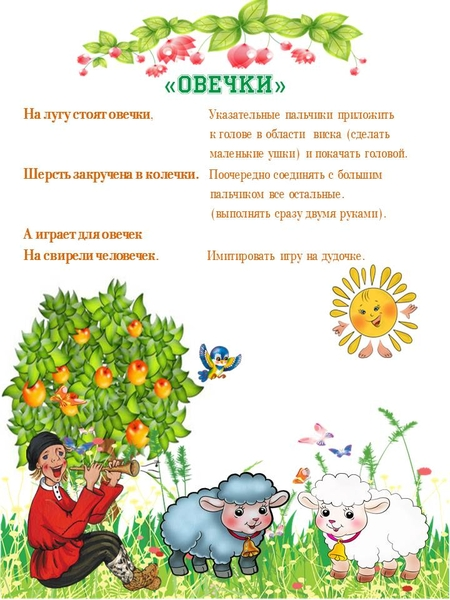 «ОВЕЧКИ»
На лугу стоят овечки. Указательные пальчики приложить
к голове в области виска (сделать
маленькие ушки) и покачать головой.
Шерсть закручена в колечки. Поочередно соединять с большим
пальчиком все остальные.
(выполнять сразу двумя руками).
А играет для овечек
На свирели человечек. Имитировать игру на дудочке.